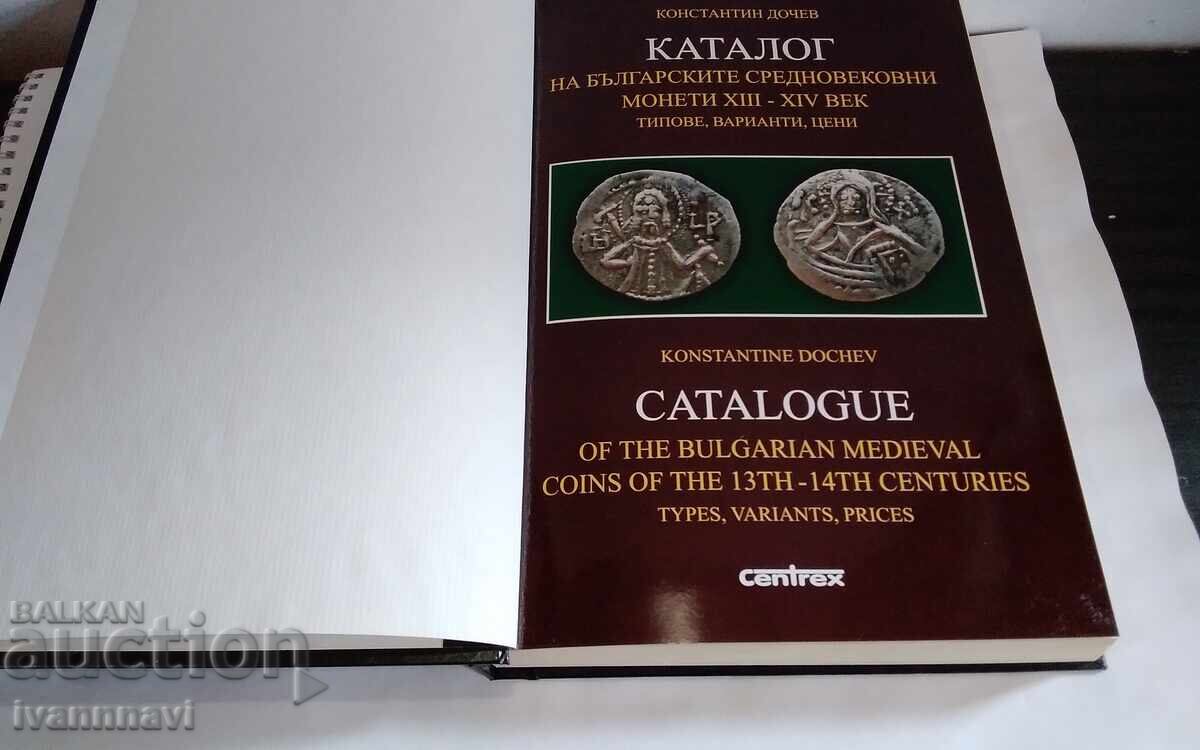 КОНСТАНТИН ДОЧЕВ
КАТАЛОГ
НА БЪЛГАРСКИТЕ СРЕДНОВЕКОВНИ
МОНЕТИ XIII - XIV ВЕК
ТИПОВЕ, ВАРИАНТИ, ЦЕНИ
KONSTANTINE DOCHEV
CATALOGUE
OF THE BULGARIAN MEDIEVAL
COINS OF THE 13TH-14TH CENTURIES
TYPES, VARIANTS, PRICES
centrex
BALKAN
auction
ivannnavi